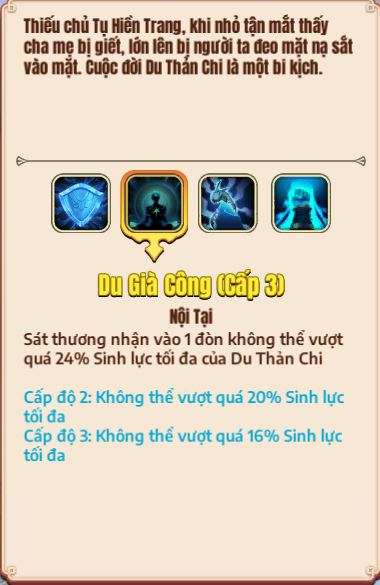 Thiếu chủ Tụ Hiền Trang, khi nhỏ tận mắt thấy
cha mẹ bị giết, lớn lên bị người ta đeo mặt nạ sắt
vào mặt. Cuộc đời Du Thản Chi là một bi kịch.
Du Già Công (Cấp 3)
Nội Tại
Sát thương nhận vào 1 đòn không thể vượt
quá 24% Sinh lực tối đa của Du Thản Chi
Cấp độ 2: Không thể vượt quá 20% Sinh lực
tối đa
Cấp độ 3: Không thể vượt quá 16% Sinh lực
tối đa